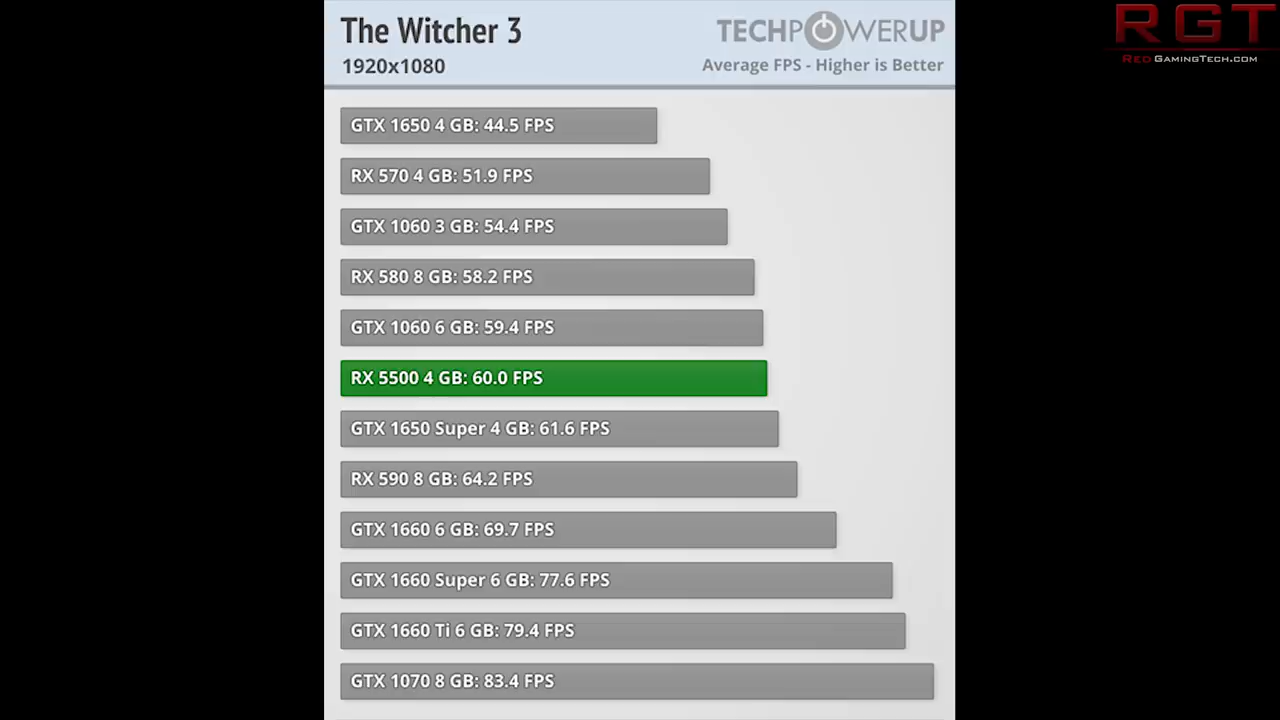 The Witcher 3
TECHPOWERUP
1920x1080
Average FPS - Higher is Better
RGT
RedGamingTech.com
GTX 1650 4 GB: 44.5 FPS
RX 570 4 GB: 51.9 FPS
GTX 1060 3 GB: 54.4 FPS
RX 580 8 GB: 58.2 FPS
GTX 1060 6 GB: 59.4 FPS
RX 5500 4 GB: 60.0 FPS
GTX 1650 Super 4 GB: 61.6 FPS
RX 590 8 GB: 64.2 FPS
GTX 1660 6 GB: 69.7 FPS
GTX 1660 Super 6 GB: 77.6 FPS
GTX 1660 Ti 6 GB: 79.4 FPS
GTX 1070 8 GB: 83.4 FPS